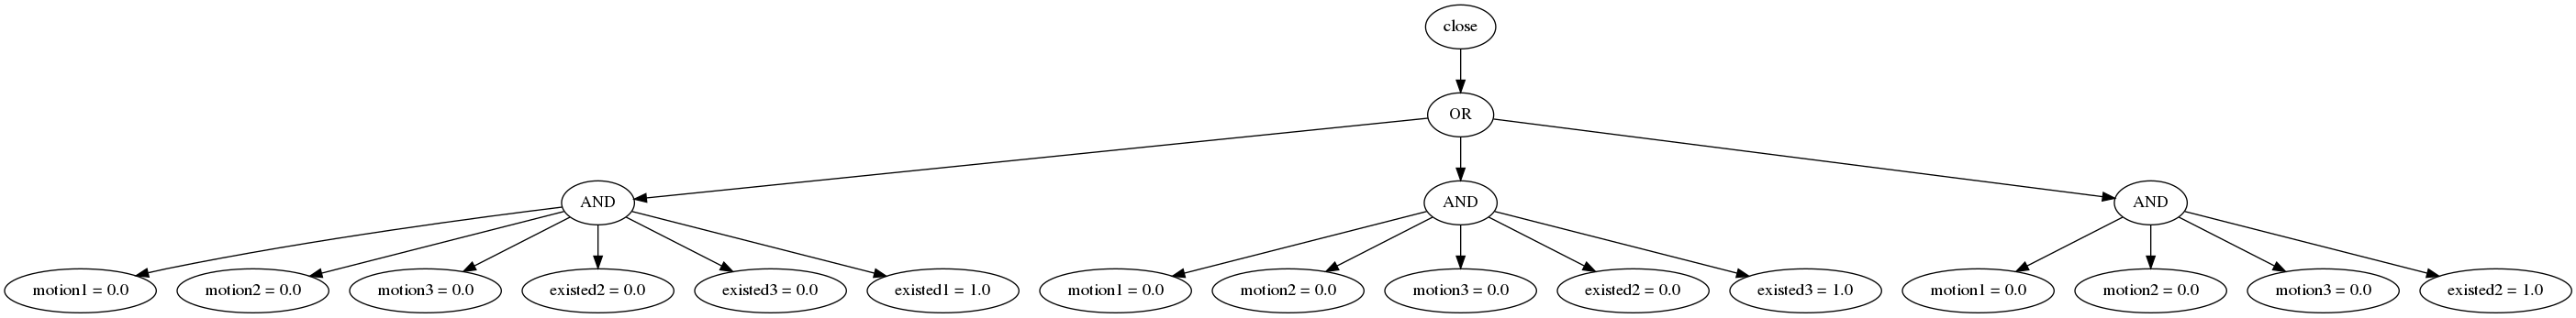 close
OR
AND
AND
AND
motion1 = 0.0
motion2 = 0.0
motion3 = 0.0
existed2 = 0.0
existed3 = 0.0
existed1 = 1.0
motion1 = 0.0
motion2 = 0.0
motion3 = 0.0
existed2 = 0.0
existed3 = 1.0
motion1 = 0.0
motion2 = 0.0
motion3 = 0.0
existed2 = 1.0